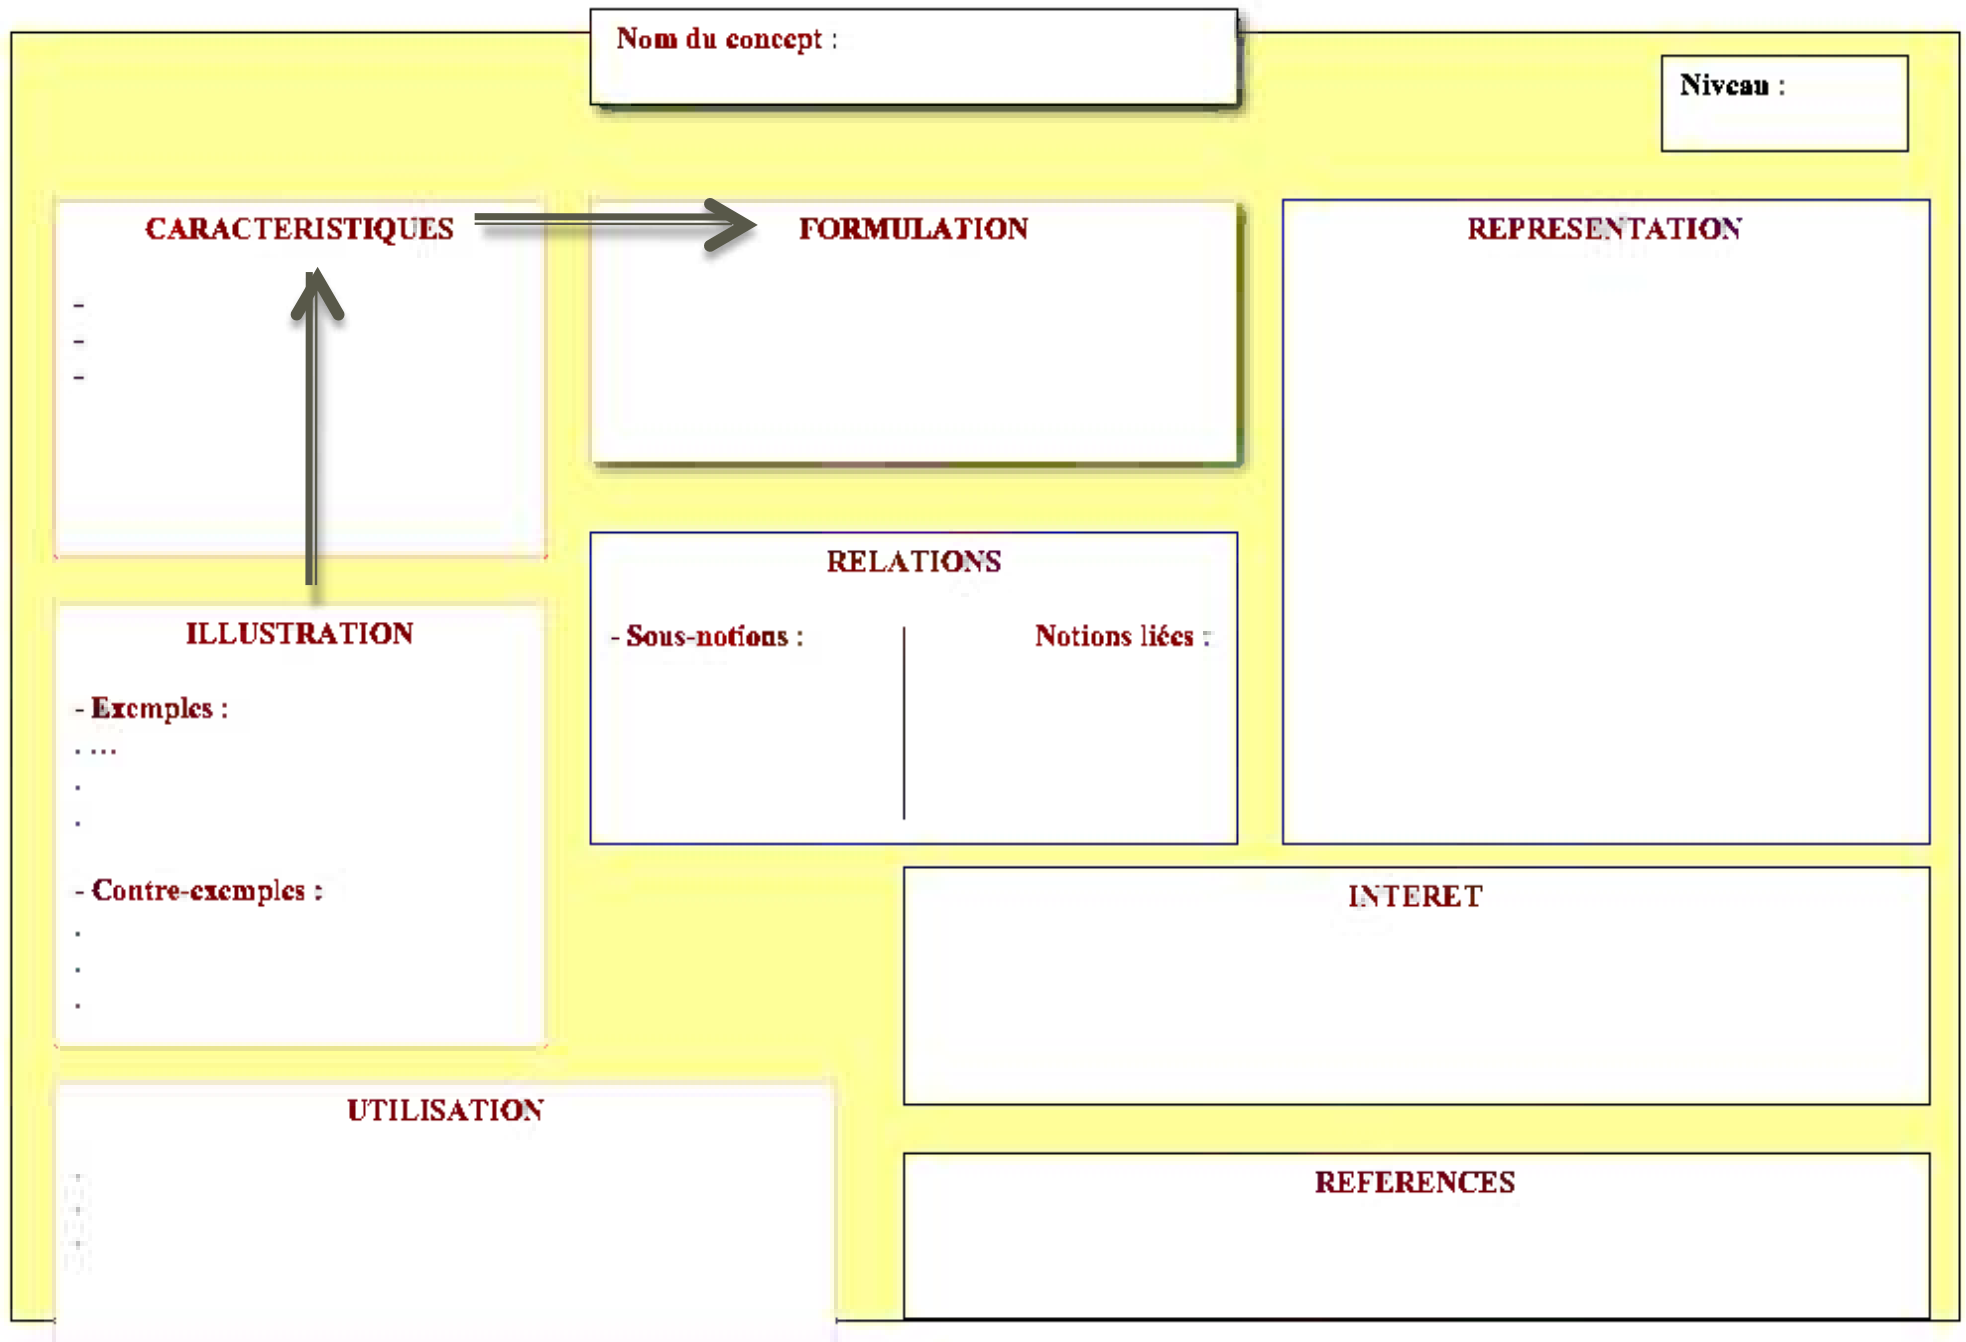 Nom du concept :
Niveau :
CARACTERISTIQUES
-
-
-
FORMULATION
REPRESENTATION
ILLUSTRATION
- Exemples :
. ...
.
.
- Contre-exemples :
.
.
.
RELATIONS
- Sous-notions :
Notions liées :
INTERET
UTILISATION
REFERENCES